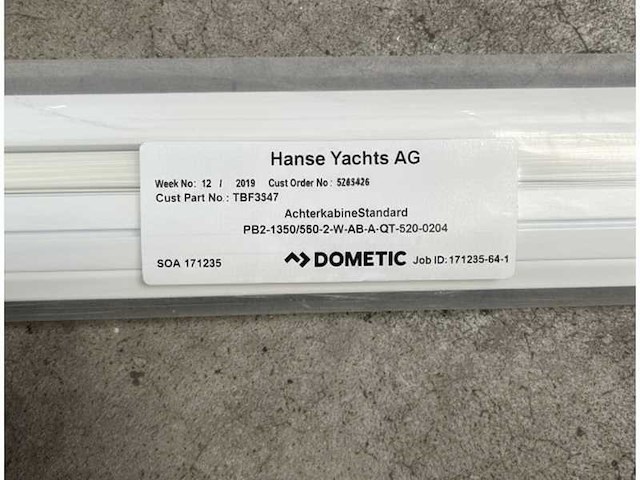 Hanse Yachts AG
Week No: 12 / 2019 Cust Order No: 5265426
Cust Part No.: TBF3547
AchterkabineStandard
PB2-1350/550-2-W-AB-A-QT-520-0204
SOA 171235 DOMETIC Job ID: 171235-64-1